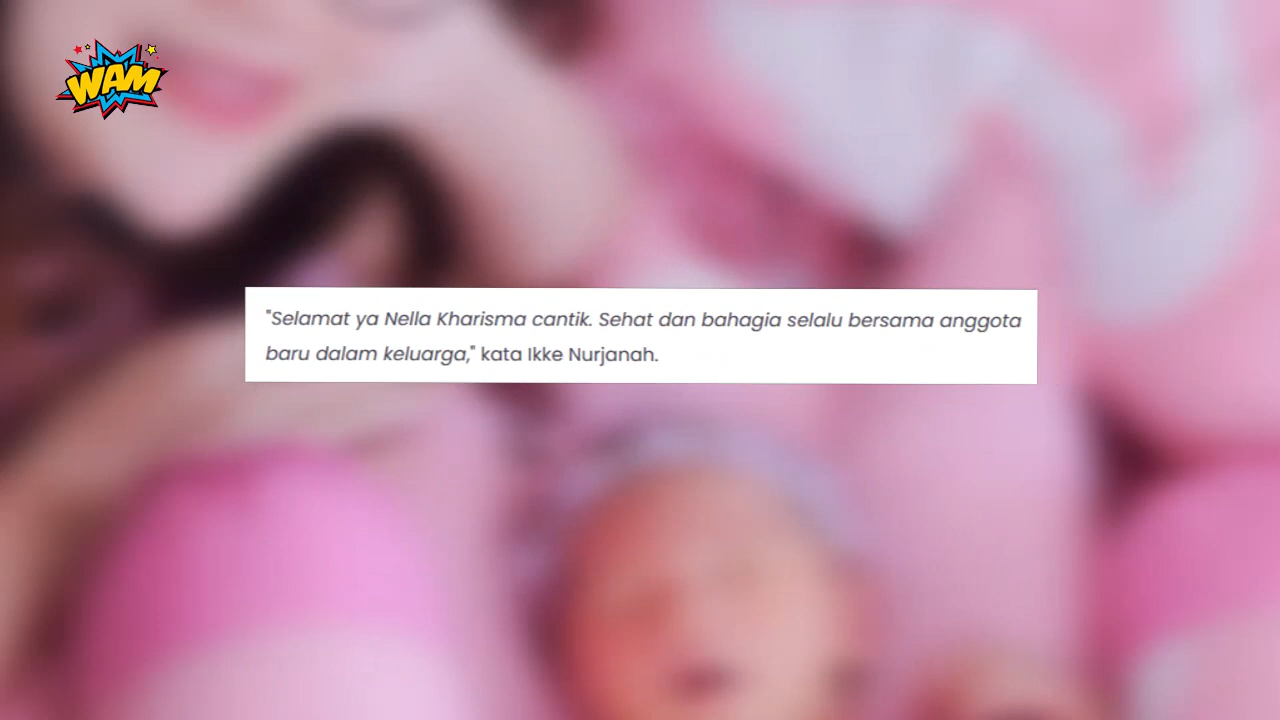 WAM
"Selamat ya Nella Kharisma cantik. Sehat dan bahagia selalu bersama anggota
baru dalam keluarga," kata Ikke Nurjanah.